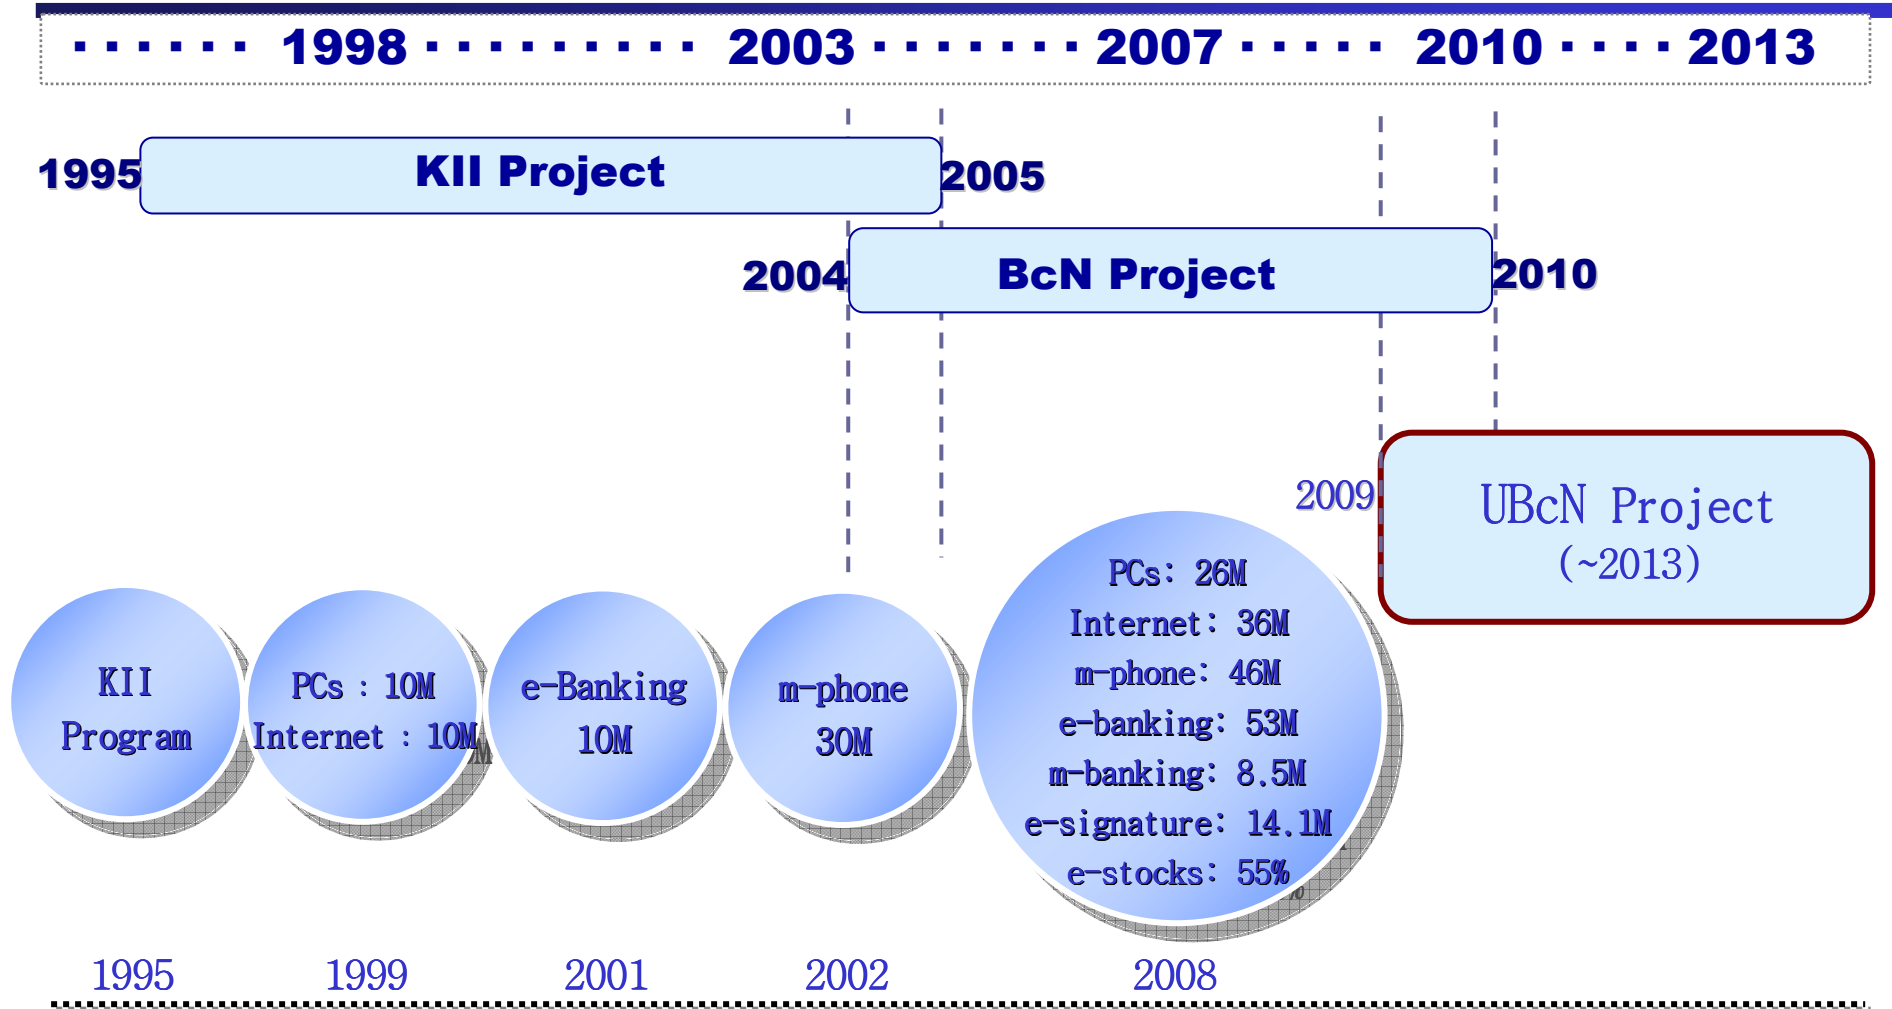 ······ 1998 ········· 2003 ······· 2007 ····· 2010 ···· 2013
1995
KII Project
2005
2004
BcN Project
2010
2009
UBcN Project
(~2013)
KII
Program
PCs : 10M
Internet : 10M
e-Banking
10M
m-phone
30M
PCs: 26M
Internet: 36M
m-phone: 46M
e-banking: 53M
m-banking: 8.5M
e-signature: 14.1M
e-stocks: 55%
1995
1999
2001
2002
2008